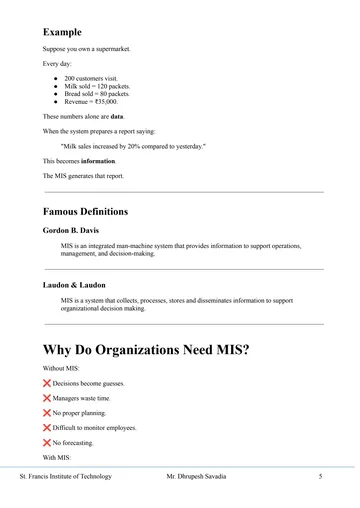 Example
Suppose you own a supermarket.
Every day:
● 200 customers visit.
● Milk sold = 120 packets.
● Bread sold = 80 packets.
● Revenue = ₹35,000.
These numbers alone are data.
When the system prepares a report saying:
"Milk sales increased by 20% compared to yesterday."
This becomes information.
The MIS generates that report.
Famous Definitions
Gordon B. Davis
MIS is an integrated man-machine system that provides information to support operations,
management, and decision-making.
Laudon & Laudon
MIS is a system that collects, processes, stores and disseminates information to support
organizational decision making.
Why Do Organizations Need MIS?
Without MIS:
❌ Decisions become guesses.
❌ Managers waste time.
❌ No proper planning.
❌ Difficult to monitor employees.
❌ No forecasting.
With MIS:
St. Francis Institute of Technology Mr. Dhrupesh Savadia 5